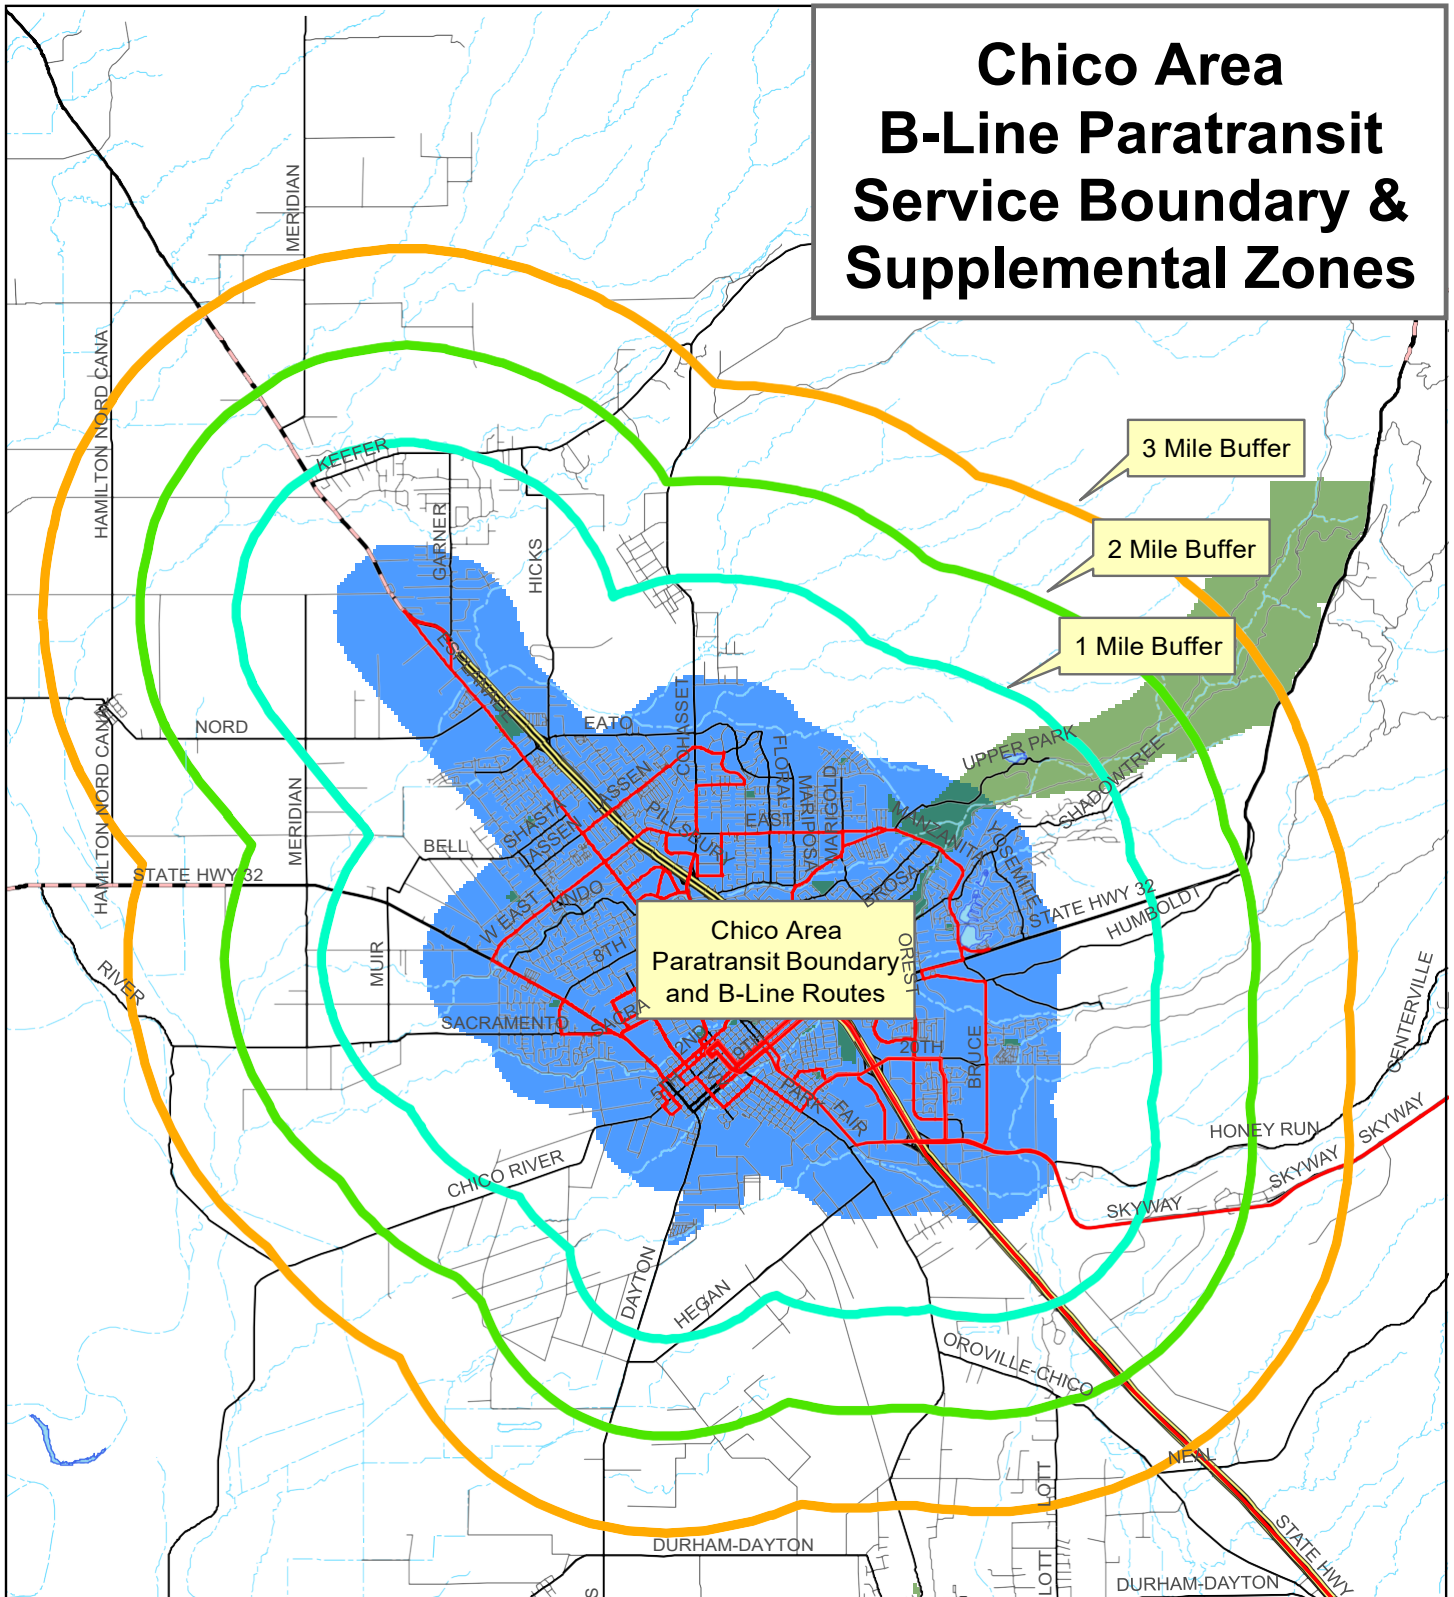 Chico Area
B-Line Paratransit
Service Boundary &
Supplemental Zones
MERIDIAN
HAMILTON NORD CANA
KEEFER
3 Mile Buffer
GARNER
HICKS
2 Mile Buffer
1 Mile Buffer
ESPLANADE
NORD
EATO
COHASSET
FLORAL
UPPER PARK
SHADOWTREE
HAMILTON NORD CANA
MERIDIAN
LASSEN
MARIPOSA
MARIGOLD
SHASTA
LASSEN
PILLSBURY
EAST
MANZANITA
YOSEMITE
BELL
STATE HWY 32
LINDO
W EAST
BROSA
STATE HWY 32
HUMBOLDT
8TH
Chico Area
Paratransit Boundary
and B-Line Routes
OREST
MUIR
RIVER
CENTERVILLE
SACRAMENTO
SACRA
2ND
9TH
20TH
BRUCE
PARK
FAIR
HONEY RUN
SKYWAY
SKYWAY
SKYWAY
CHICO RIVER
DAYTON
HEGAN
OROVILLE-CHICO
NEAL
LOTT
STATE HWY
DURHAM-DAYTON
LOTT
DURHAM-DAYTON
S